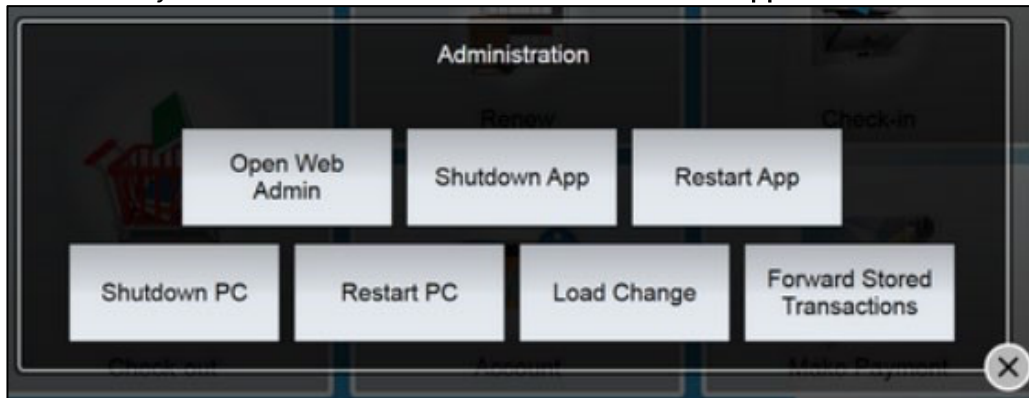 Administration
Renew
Check-in
Open Web
Admin
Shutdown App
Restart App
Shutdown PC
Restart PC
Load Change
Forward Stored
Transactions
Check-out
Account
Make Payment